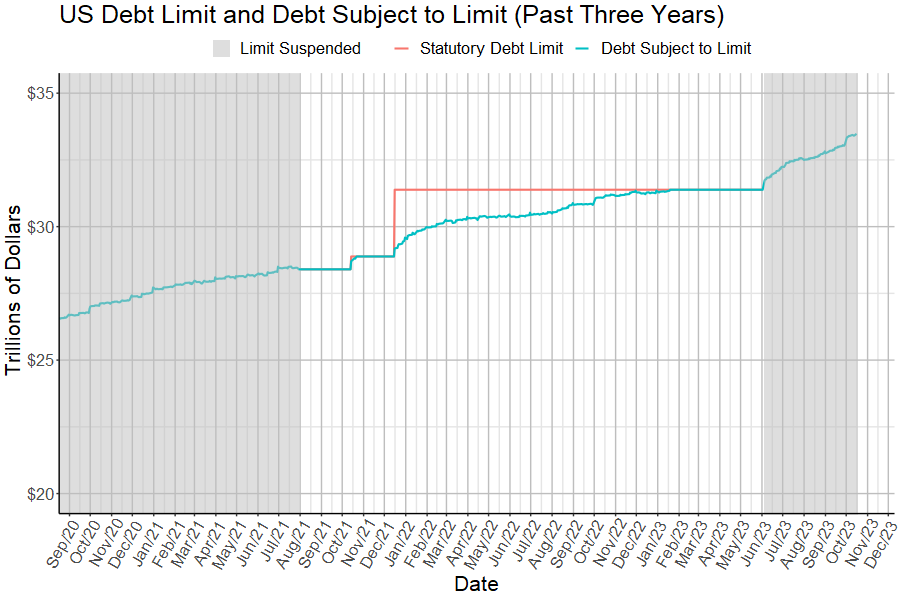 US Debt Limit and Debt Subject to Limit (Past Three Years)
Limit Suspended Statutory Debt Limit Debt Subject to Limit
Trillions of Dollars
$35
$30
$25
$20
Sep/20 Oct/20 Nov/20 Dec/20 Jan/21 Feb/21 Mar/21 Apr/21 May/21 Jun/21 Jul/21 Aug/21 Sep/21 Oct/21 Nov/21 Dec/21 Jan/22 Feb/22 Mar/22 Apr/22 May/22 Jun/22 Jul/22 Aug/22 Sep/22 Oct/22 Nov/22 Dec/22 Jan/23 Feb/23 Mar/23 Apr/23 May/23 Jun/23 Jul/23 Aug/23 Sep/23 Oct/23 Nov/23 Dec/23
Date